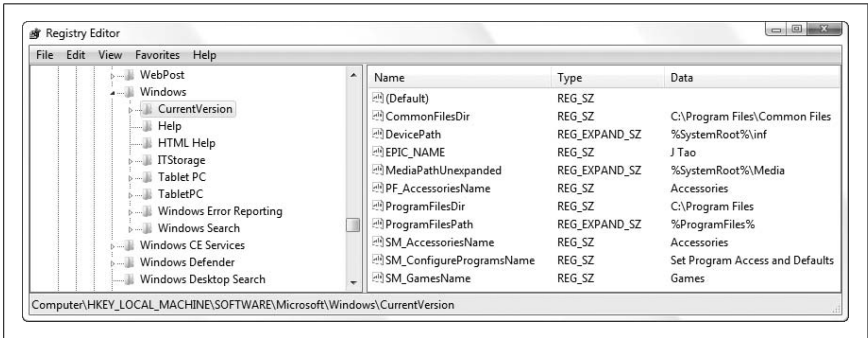 Registry Editor
File Edit View Favorites Help
WebPost
Windows
CurrentVersion
Help
HTML Help
ITStorage
Tablet PC
TabletPC
Windows Error Reporting
Windows Search
Windows CE Services
Windows Defender
Windows Desktop Search
Name Type Data
(Default) REG_SZ
CommonFilesDir REG_SZ C:\Program Files\Common Files
DevicePath REG_EXPAND_SZ %SystemRoot%\inf
EPIC_NAME REG_SZ J Tao
MediaPathUnexpanded REG_EXPAND_SZ %SystemRoot%\Media
PF_AccessoriesName REG_SZ Accessories
ProgramFilesDir REG_SZ C:\Program Files
ProgramFilesPath REG_EXPAND_SZ %ProgramFiles%
SM_AccessoriesName REG_SZ Accessories
SM_ConfigureProgramsName REG_SZ Set Program Access and Defaults
SM_GamesName REG_SZ Games
Computer\HKEY_LOCAL_MACHINE\SOFTWARE\Microsoft\Windows\CurrentVersion